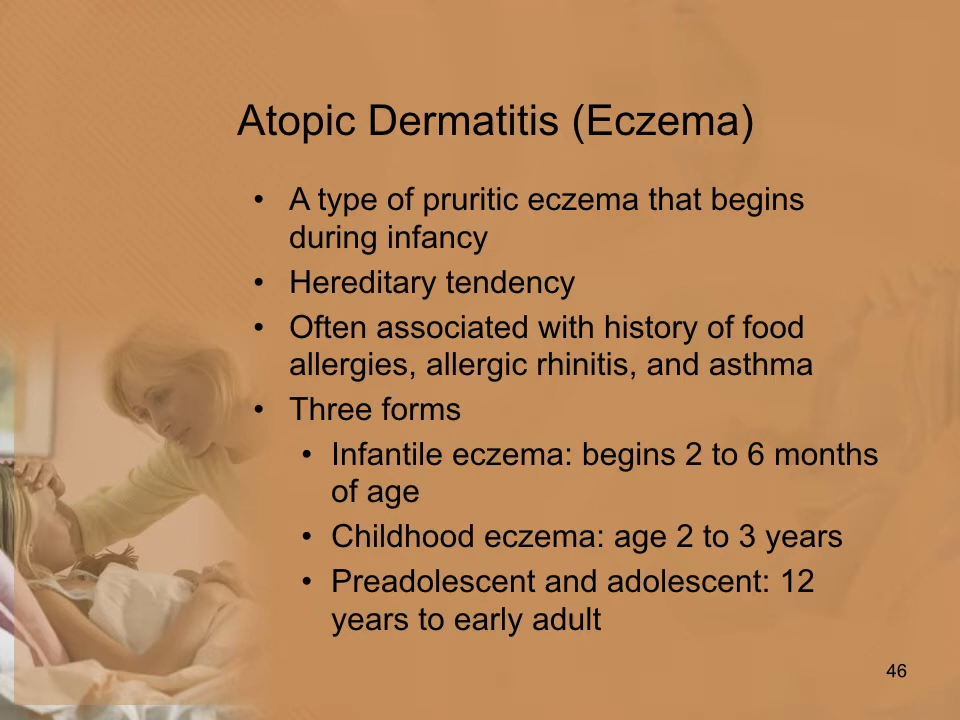 Atopic Dermatitis (Eczema)
• A type of pruritic eczema that begins
during infancy
• Hereditary tendency
• Often associated with history of food
allergies, allergic rhinitis, and asthma
• Three forms
• Infantile eczema: begins 2 to 6 months
of age
• Childhood eczema: age 2 to 3 years
• Preadolescent and adolescent: 12
years to early adult
46